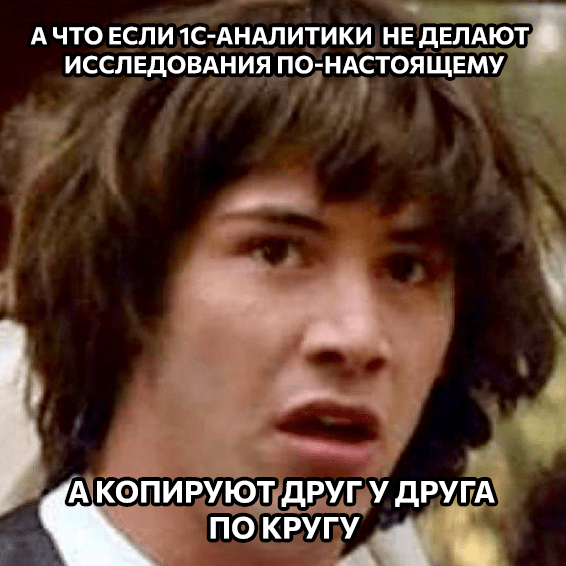 А ЧТО ЕСЛИ 1С-АНАЛИТИКИ НЕ ДЕЛАЮТ
ИССЛЕДОВАНИЯ ПО-НАСТОЯЩЕМУ
А КОПИРУЮТ ДРУГ У ДРУГА
ПО КРУГУ